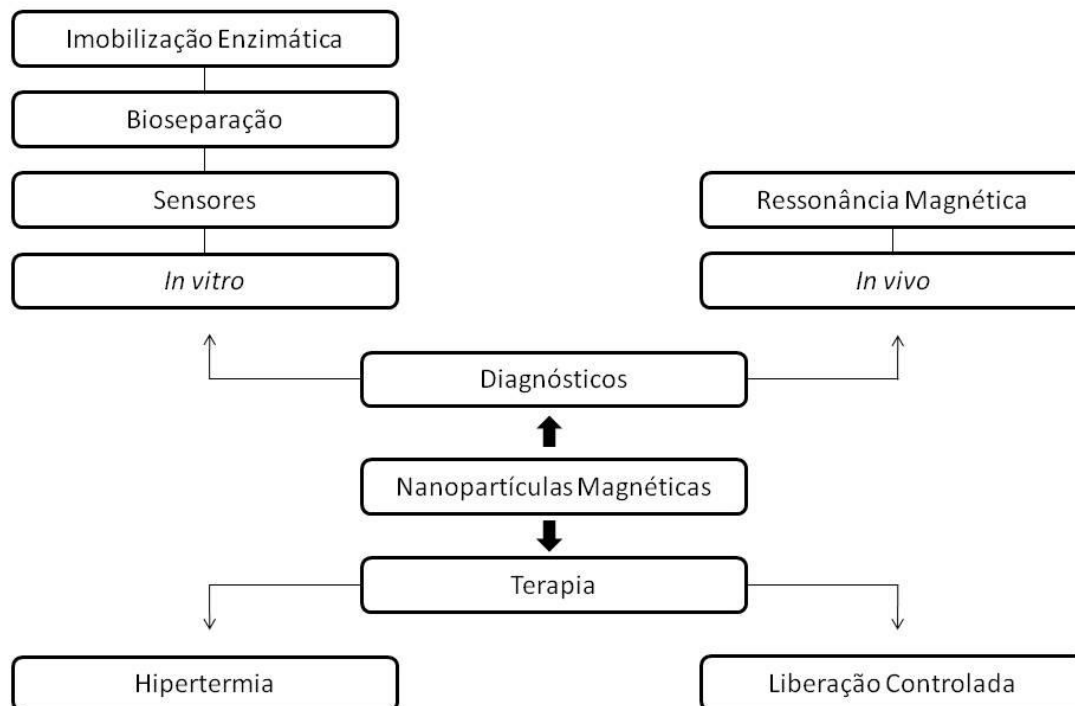 Imobilização Enzimática
Bioseparação
Sensores
Ressonância Magnética
In vitro
In vivo
Diagnósticos
Nanopartículas Magnéticas
Terapia
Hipertermia
Liberação Controlada